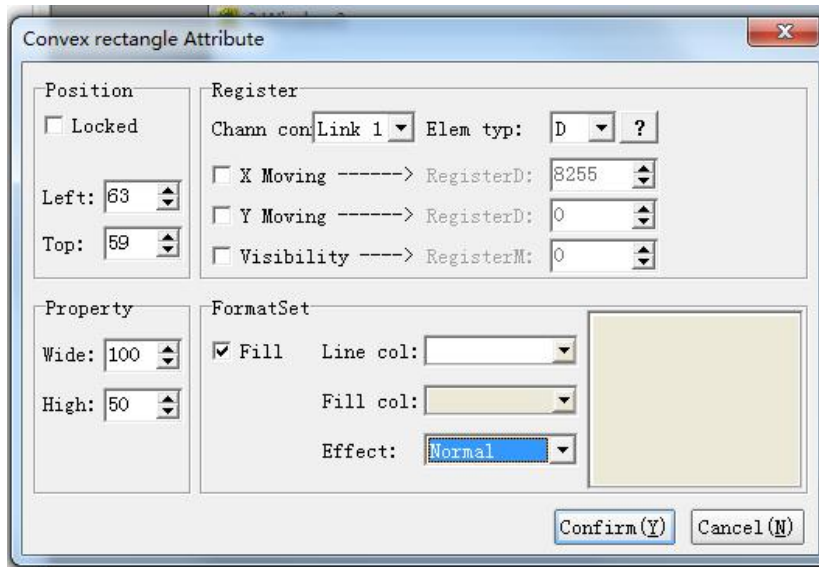 Convex rectangle Attribute
Position
Locked
Left: 63
Top: 59
Register
Chann con Link 1 Elem typ: D ?
X Moving ------> RegisterD: 8255
Y Moving ------> RegisterD: 0
Visibility ----> RegisterM: 0
Property
Wide: 100
High: 50
FormatSet
Fill Line col:
Fill col:
Effect: Normal
Confirm(Y) Cancel(N)